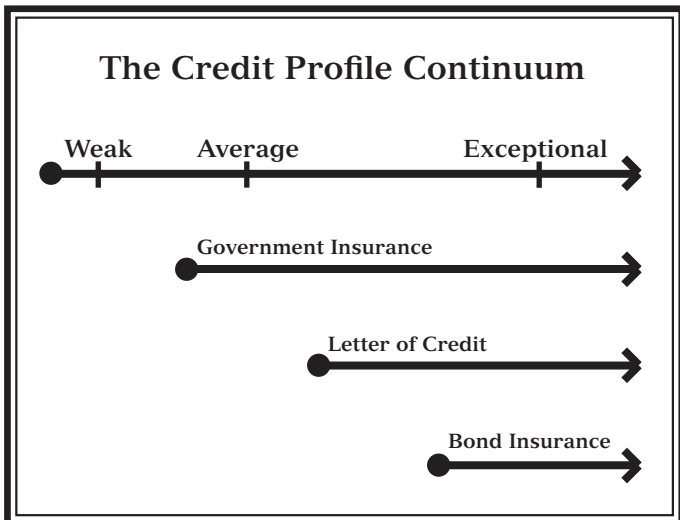 The Credit Profile Continuum
Weak Average Exceptional
Government Insurance
Letter of Credit
Bond Insurance